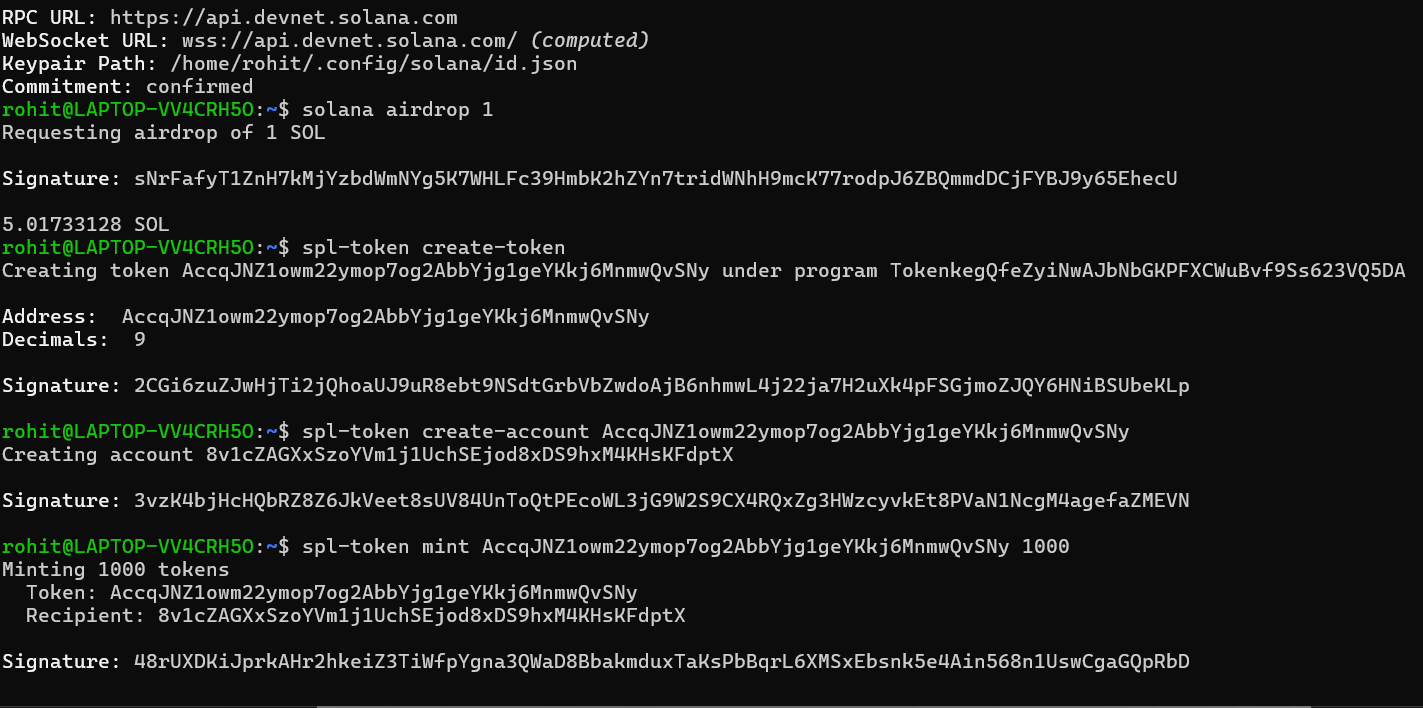 RPC URL: https://api.devnet.solana.com
WebSocket URL: wss://api.devnet.solana.com/ (computed)
Keypair Path: /home/rohit/.config/solana/id.json
Commitment: confirmed
rohit@LAPTOP-VV4CRH5O:~$ solana airdrop 1
Requesting airdrop of 1 SOL
Signature: sNrFafyT1ZnH7kMjYzbdWmNYg5K7WHLFc39HmbK2hZYn7tridWNhH9mcK77rodpJ6ZBQmmdDCjFYBJ9y65EhecU
5.01733128 SOL
rohit@LAPTOP-VV4CRH5O:~$ spl-token create-token
Creating token AccqJNZ1owm22ymop7og2AbbYjg1geYKkj6MnmwQvSNy under program TokenkegQfeZyiNwAJbNbGKPFXCWuBvf9Ss623VQ5DA
Address:  AccqJNZ1owm22ymop7og2AbbYjg1geYKkj6MnmwQvSNy
Decimals:  9
Signature: 2CGi6zuZJwHjTi2jQhoaUJ9uR8ebt9NSdtGrbVbZwdoAjB6nhmwL4j22ja7H2uXk4pFSGjmoZJQY6HNiBSUbeKLp
rohit@LAPTOP-VV4CRH5O:~$ spl-token create-account AccqJNZ1owm22ymop7og2AbbYjg1geYKkj6MnmwQvSNy
Creating account 8v1cZAGXxSzoYVm1j1UchSEjod8xDS9hxM4KHsKFdptX
Signature: 3vzK4bjHcHQbRZ8Z6JkVeet8sUV84UnToQtPEcoWL3jG9W2S9CX4RQxZg3HWzcyvkEt8PVaN1NcgM4agefaZMEVN
rohit@LAPTOP-VV4CRH5O:~$ spl-token mint AccqJNZ1owm22ymop7og2AbbYjg1geYKkj6MnmwQvSNy 1000
Minting 1000 tokens
Token: AccqJNZ1owm22ymop7og2AbbYjg1geYKkj6MnmwQvSNy
Recipient: 8v1cZAGXxSzoYVm1j1UchSEjod8xDS9hxM4KHsKFdptX
Signature: 48rUXDKiJprkAHr2hkeiZ3TiWfpYgna3QWaD8BbakmduxTaKsPbBqrL6XMSxEbsnk5e4Ain568n1UswCgaGQpRbD